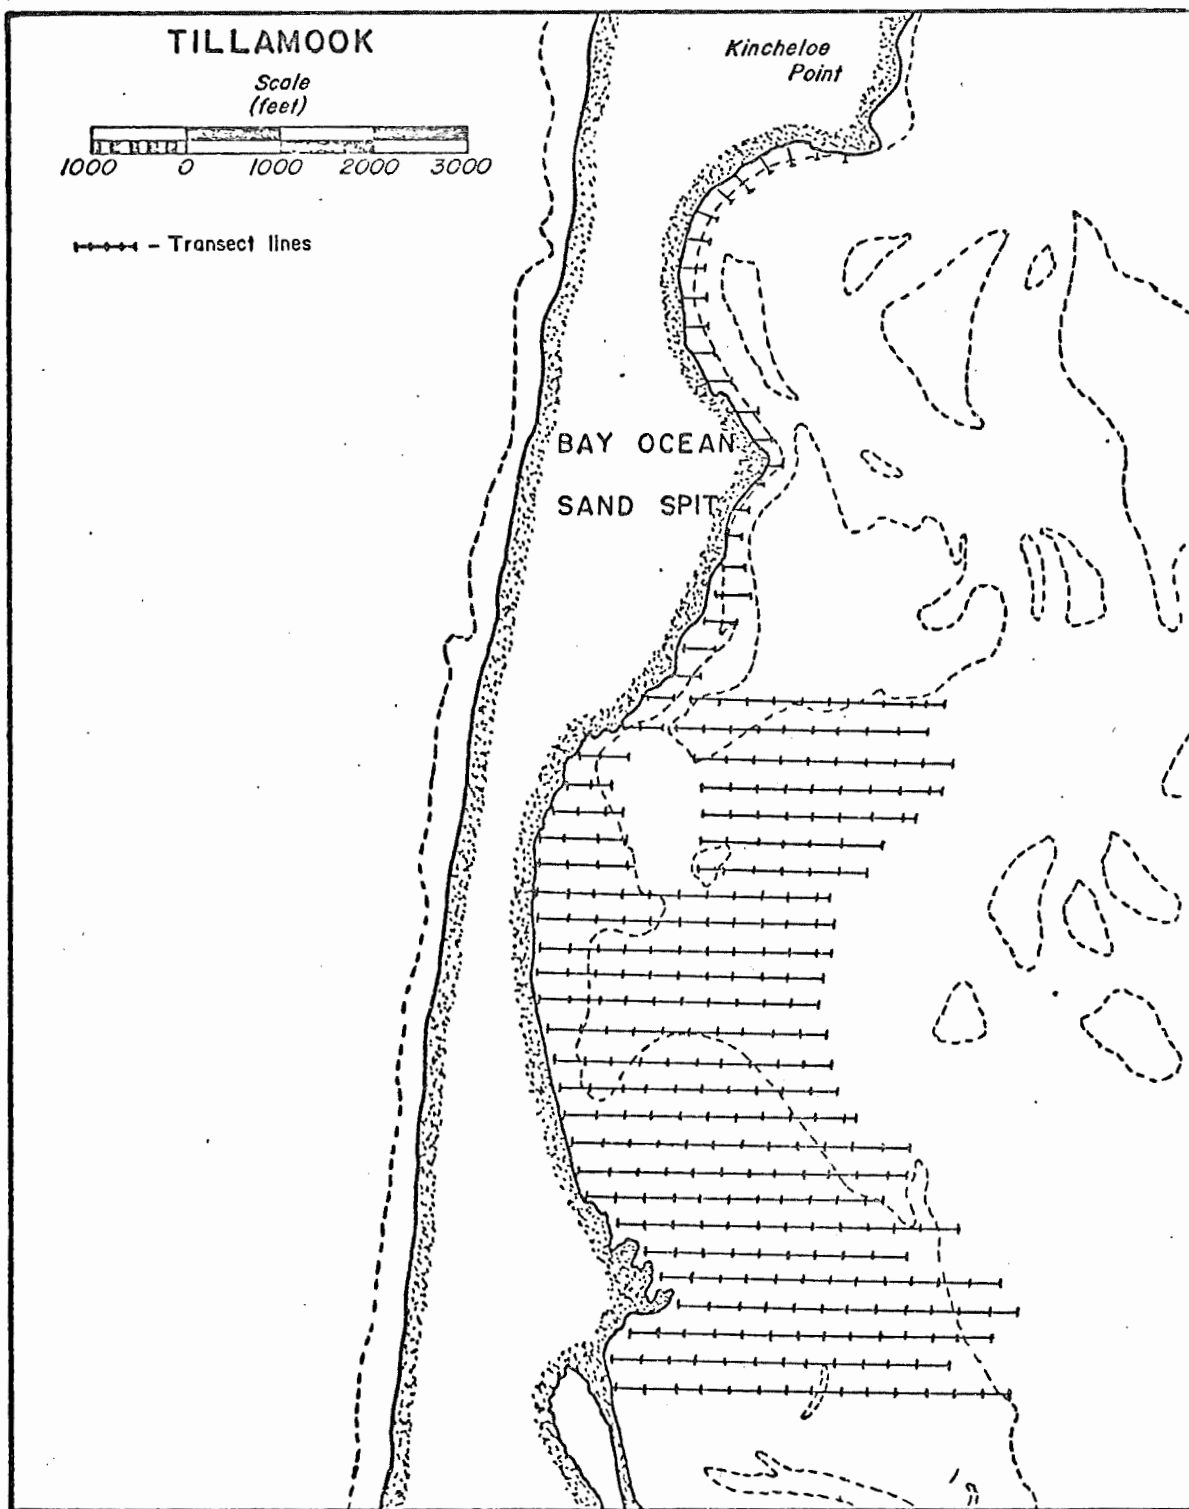 TILLAMOOK
Scale
(feet)
1000 0 1000 2000 3000
– Transect lines
Kincheloe
Point
BAY OCEAN
SAND SPIT